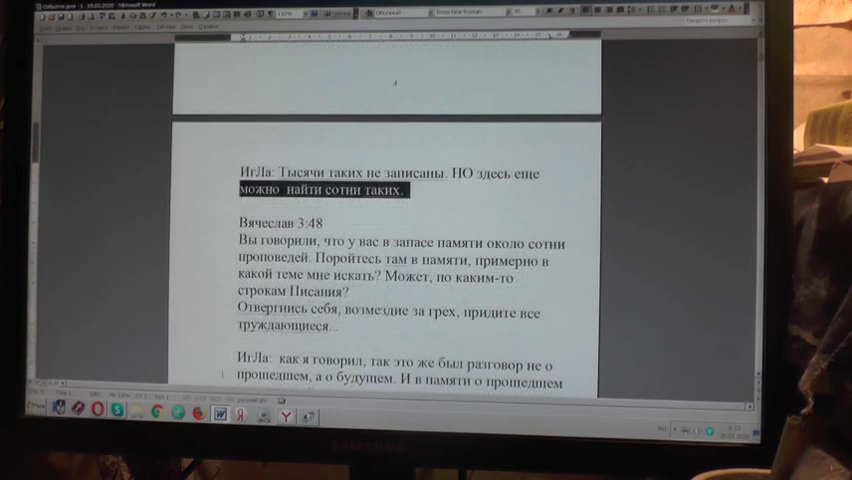 4
ИгЛа: Тысячи таких не записаны. НО здесь еще
можно найти сотни таких.
Вячеслав 3:48
Вы говорили, что у вас в запасе памяти около сотни
проповедей. Поройтесь там в памяти, примерно в
какой теме мне искать? Может, по каким-то
строкам Писания?
Отвергнись себя, возмездие за грех, придите все
труждающиеся...
ИгЛа: как я говорил, так это же был разговор не о
прошедшем, а о будущем. И в памяти о прошедшем
SAMSUNG